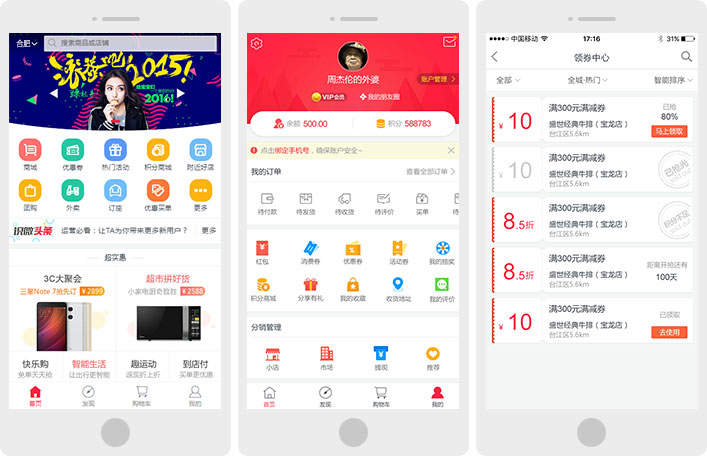 合肥
搜索商品或店铺
2015!
2016!
商城 优惠券 热门活动 积分商城 附近好店
团购 外卖 订座 优惠买单 更多
识微头条 运营必看：让TA为你带来更多新用户？ 更多
超实惠
3C大聚会
三星Note 7抢先订 ¥2899
超市拼好货
小家电厨奇效敢 ¥2588
快乐购 智能生活 趣运动 到店付
免单天天抢 让出行更智能 送现折上折 买单更优惠
首页 发现 购物车 我的
周杰伦的外婆
账户管理
VIP会员 我的朋友圈
余额 500.00 积分 588783
点击绑定手机号，确保账户安全~
我的订单 查看全部订单
待付款 待发货 待收货 待评价 买单
红包 消费券 优惠券 活动券 我的抽奖
积分商城 分享有礼 我的收藏 收货地址 我的评价
分销管理
小店 市场 提现 推荐
首页 发现 购物车 我的
中国移动 17:16 31%
领券中心
全部 全城·热门 智能排序
¥10
满300元满减券
盛世经典牛排（宝龙店）
台江区5.6km
已抢
80%
马上领取
¥10
满300元满减券
盛世经典牛排（宝龙店）
台江区5.6km
已抢光
8.5折
满300元满减券
盛世经典牛排（宝龙店）
台江区5.6km
积分不足
8.5折
满300元满减券
盛世经典牛排（宝龙店）
台江区5.6km
距离开抢还有
100天
¥10
满300元满减券
盛世经典牛排（宝龙店）
台江区5.6km
已领取
去使用